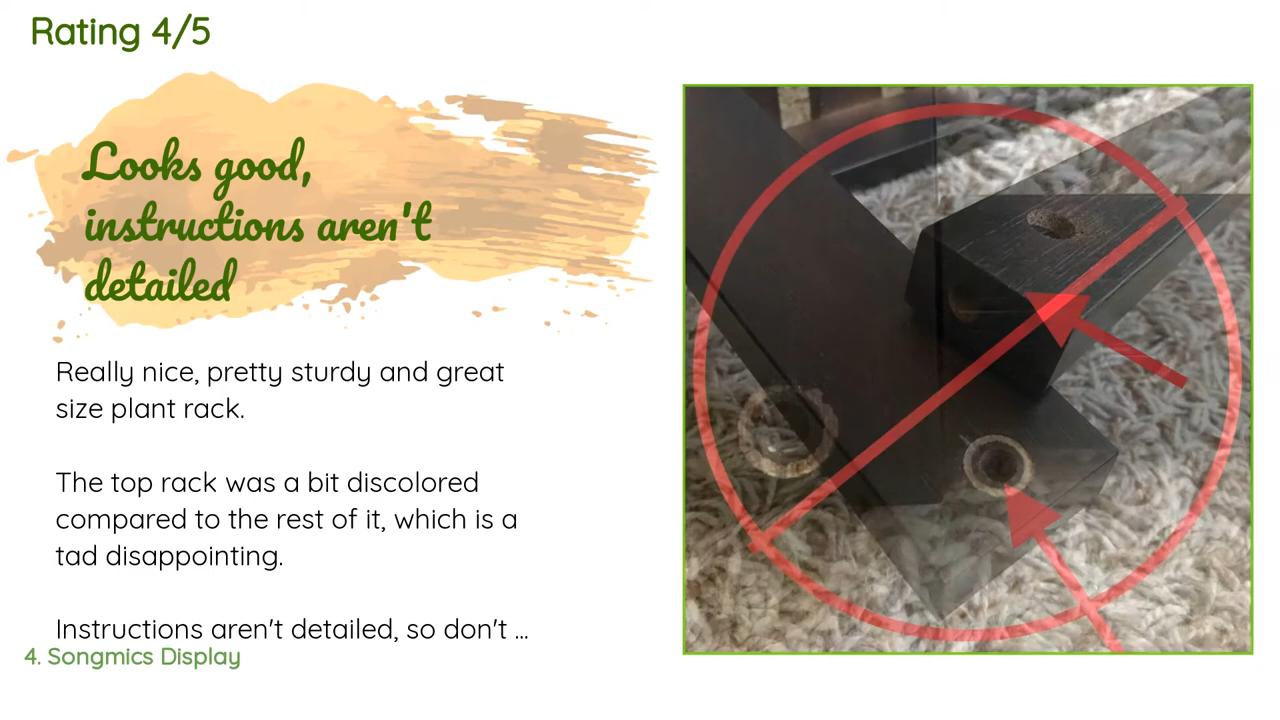 Rating 4/5
Looks good,
instructions aren't
detailed
Really nice, pretty sturdy and great
size plant rack.
The top rack was a bit discolored
compared to the rest of it, which is a
tad disappointing.
Instructions aren't detailed, so don't ...
4. Songmics Display